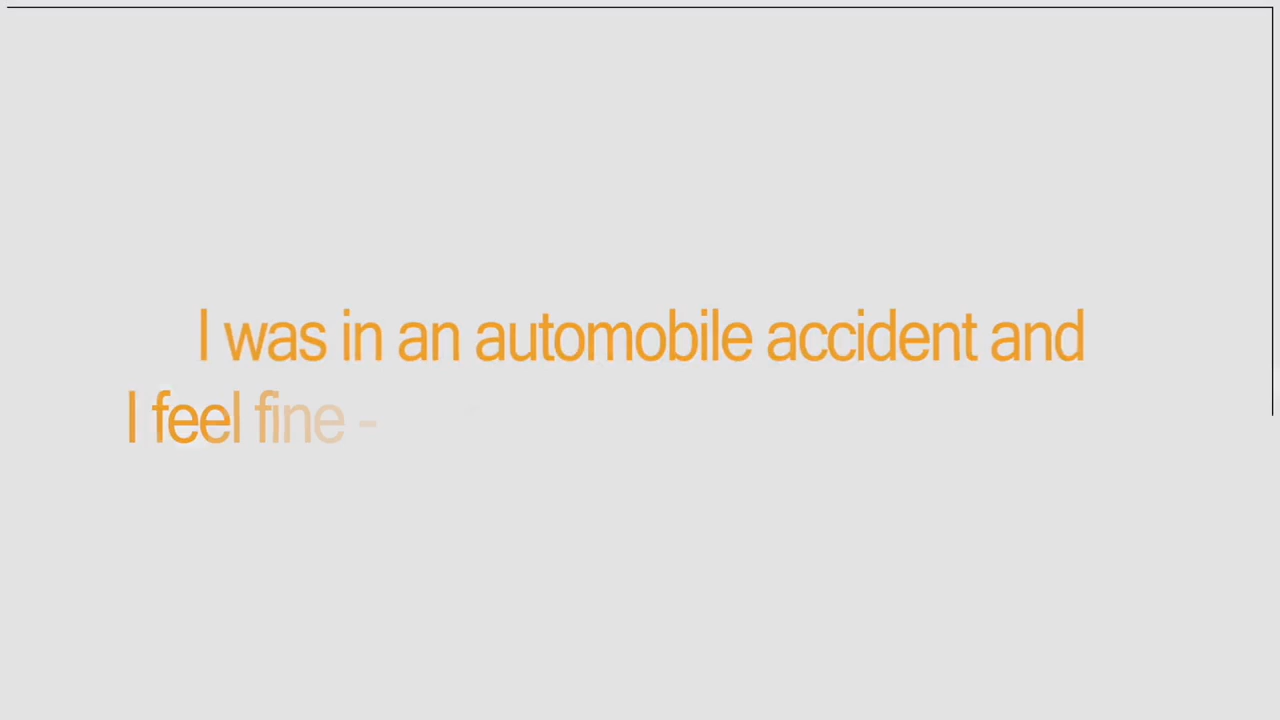 I was in an automobile accident and
I feel fine -